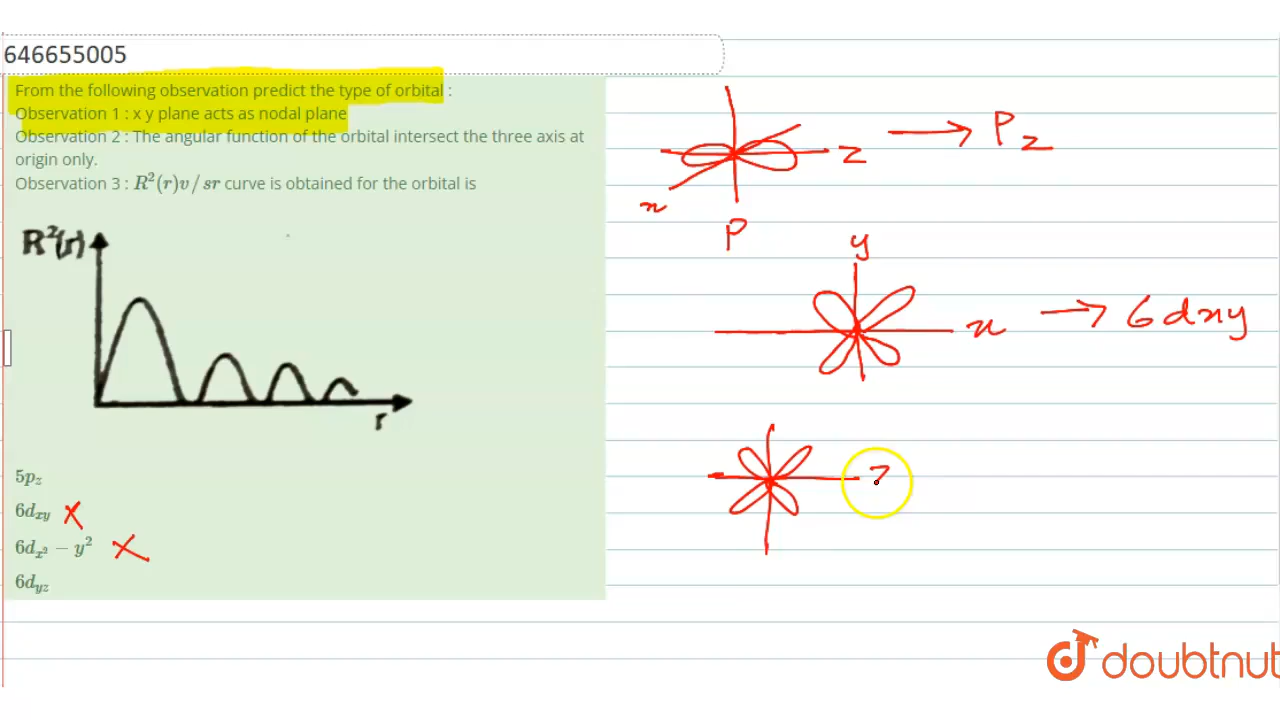 646655005
From the following observation predict the type of orbital :
Observation 1 : x y plane acts as nodal plane
Observation 2 : The angular function of the orbital intersect the three axis at
origin only.
Observation 3 : R²(r)v/sr curve is obtained for the orbital is
R²(r)
r
5p_z
6d_xy X
6d_x² − y² X
6d_yz
z → P_z
x
P
y
x → 6dxy
z
doubtnut